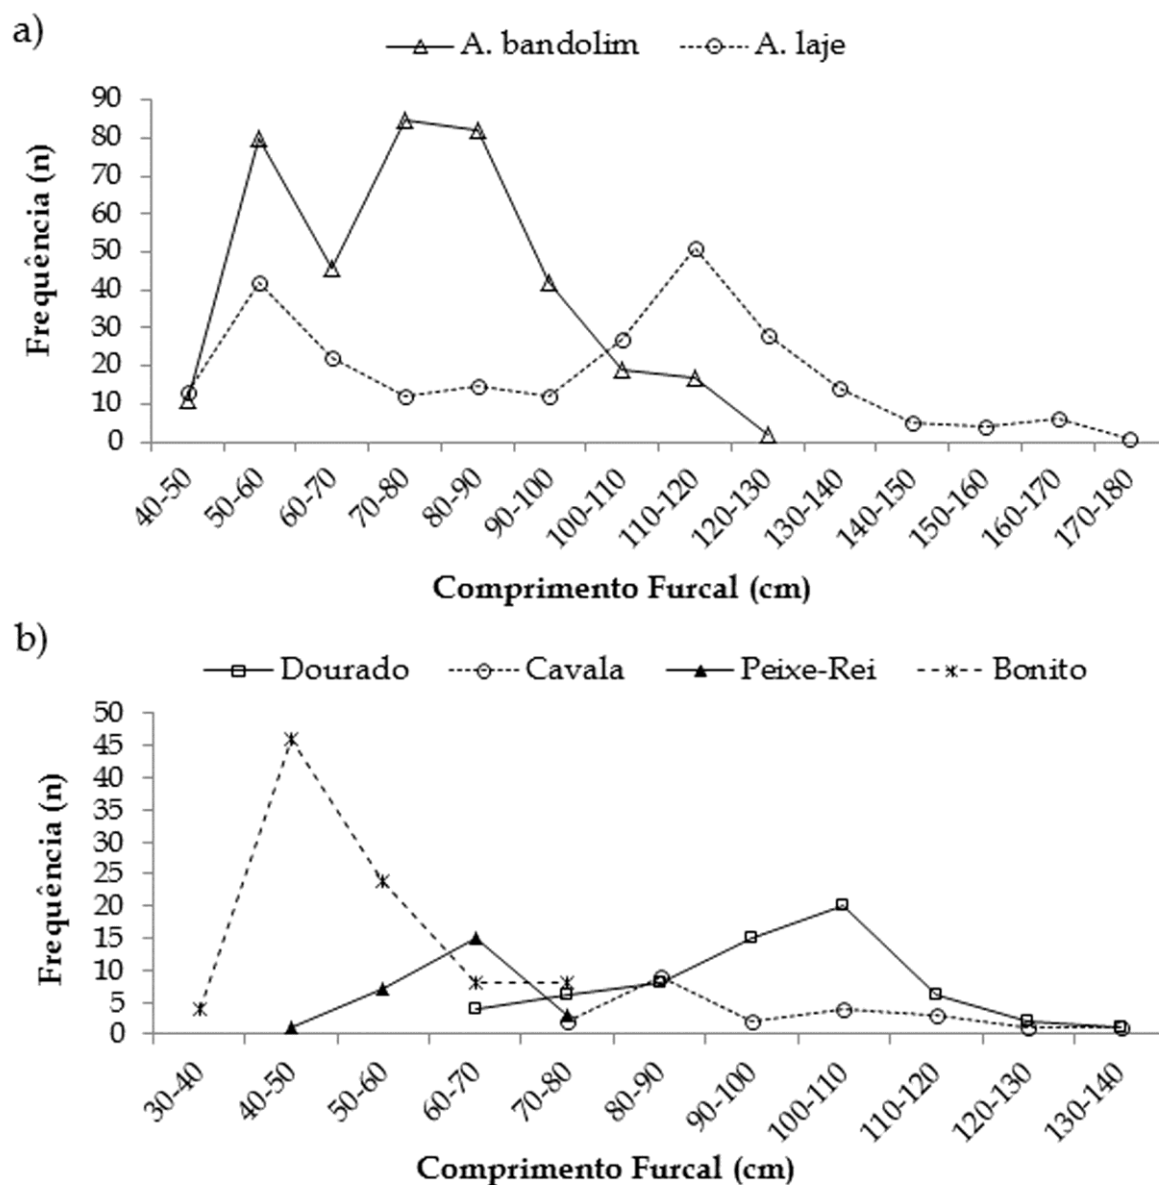 a)
A. bandolim A. laje
Frequência (n)
90
80
70
60
50
40
30
20
10
0
40-50 50-60 60-70 70-80 80-90 90-100 100-110 110-120 120-130 130-140 140-150 150-160 160-170 170-180
Comprimento Furcal (cm)
b)
Dourado Cavala Peixe-Rei Bonito
Frequência (n)
50
45
40
35
30
25
20
15
10
5
0
30-40 40-50 50-60 60-70 70-80 80-90 90-100 100-110 110-120 120-130 130-140
Comprimento Furcal (cm)